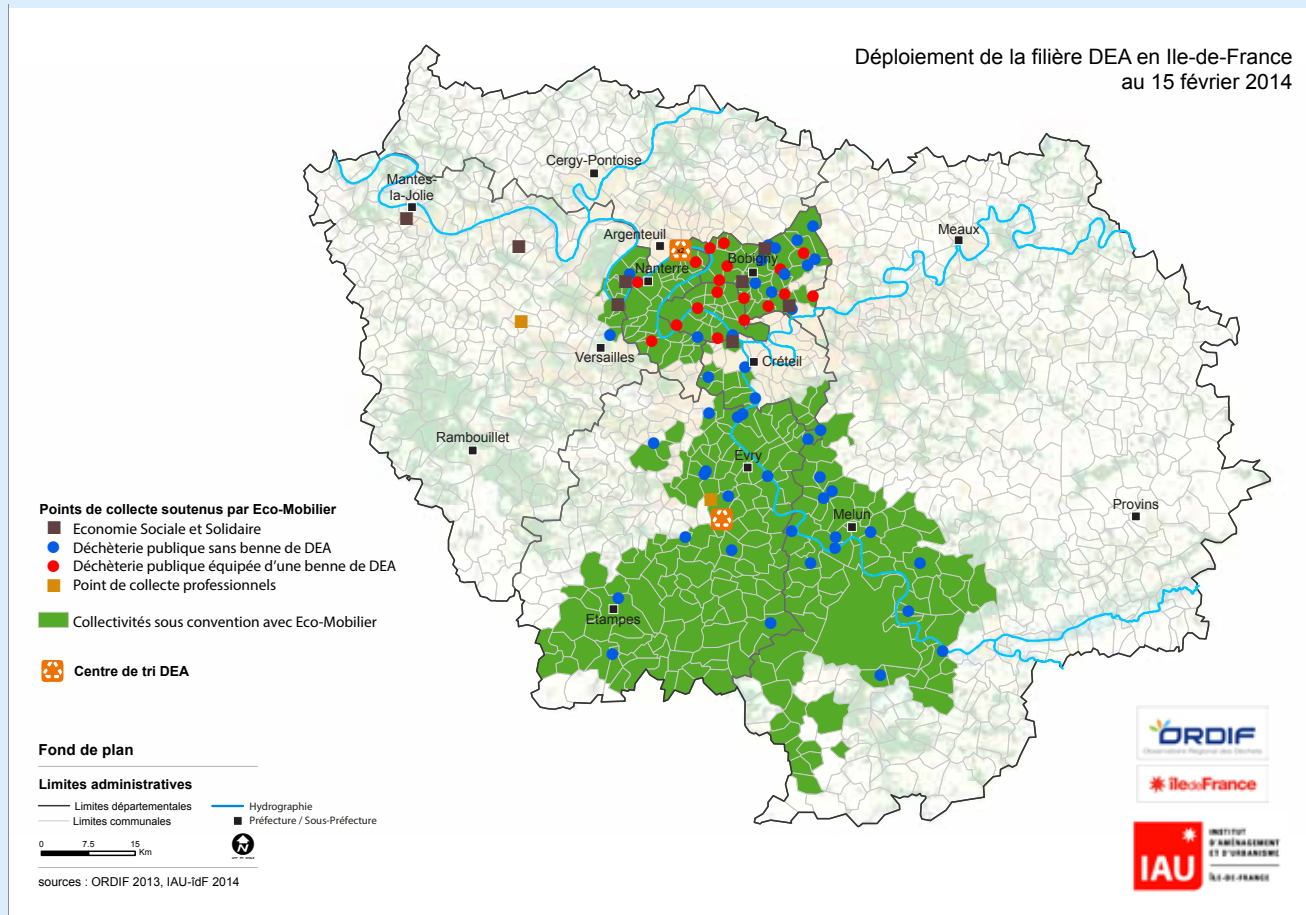 Déploiement de la filière DEA en Ile-de-France
au 15 février 2014
Cergy-Pontoise
Mantes-
la-Jolie
Argenteuil
x2
Meaux
Nanterre
Bobigny
Versailles
Créteil
Rambouillet
Evry
Provins
Melun
Etampes
Points de collecte soutenus par Eco-Mobilier
Economie Sociale et Solidaire
Déchèterie publique sans benne de DEA
Déchèterie publique équipée d'une benne de DEA
Point de collecte professionnels
Collectivités sous convention avec Eco-Mobilier
Centre de tri DEA
Fond de plan
Limites administratives
Limites départementales
Hydrographie
Limites communales
Préfecture / Sous-Préfecture
0 7.5 15
Km
sources : ORDIF 2013, IAU-îdF 2014
ORDIF
Observatoire Régional des Déchets
îledeFrance
IAU
INSTITUT
D'AMÉNAGEMENT
ET D'URBANISME
ÎLE-DE-FRANCE